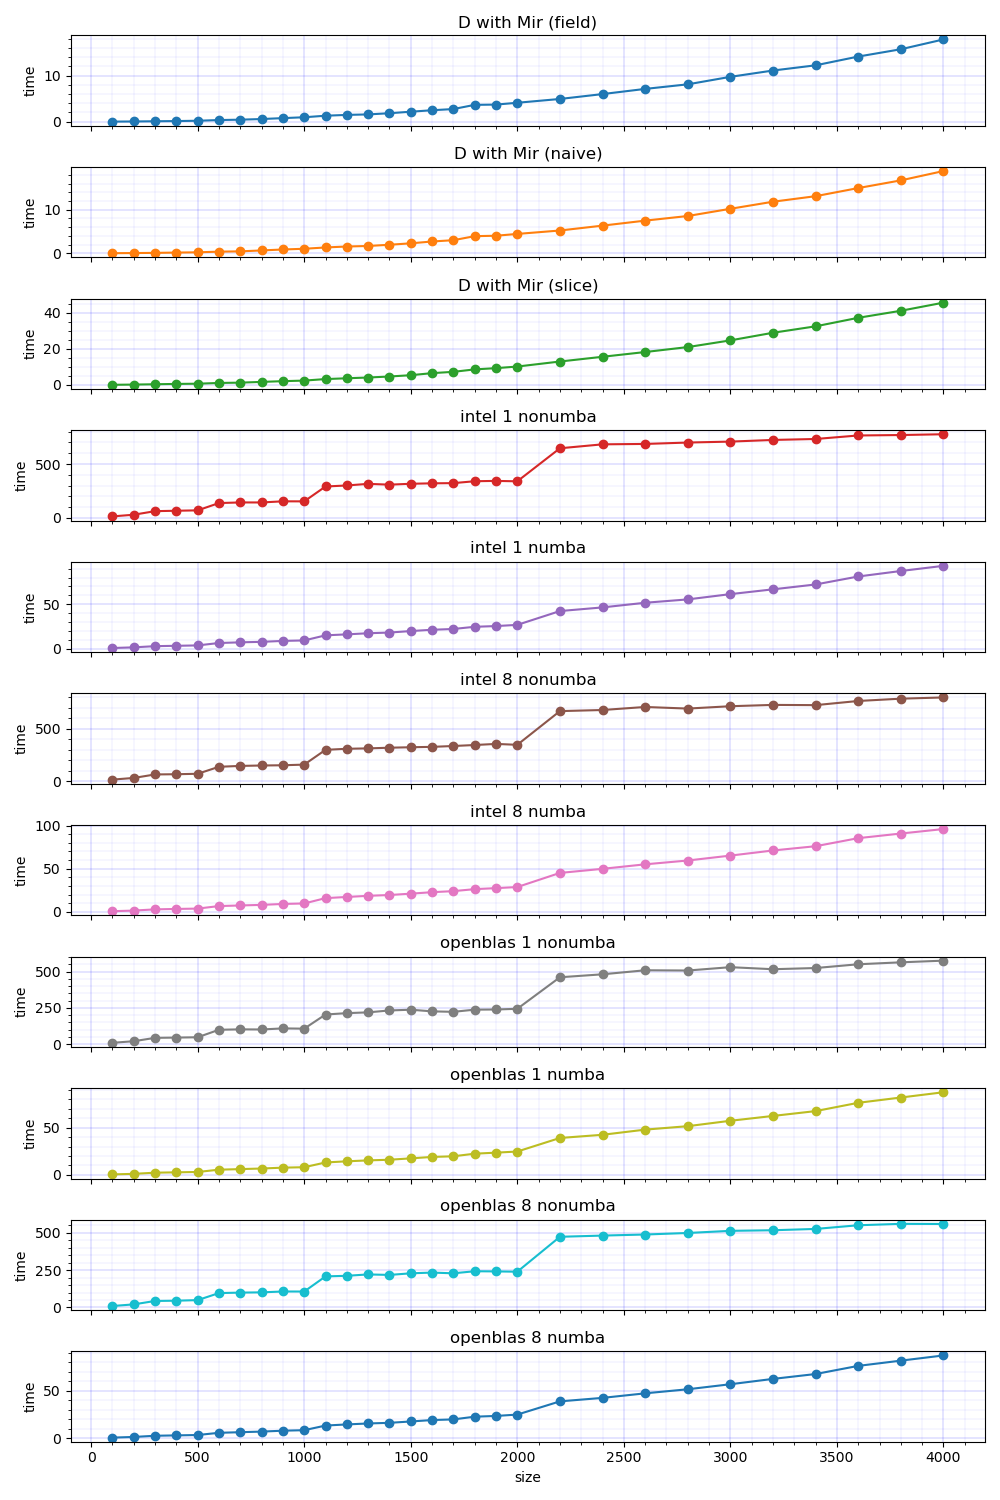 D with Mir (field)
10
0
time
D with Mir (naive)
10
0
time
D with Mir (slice)
40
20
0
time
intel 1 nonumba
500
0
time
intel 1 numba
50
0
time
intel 8 nonumba
500
0
time
intel 8 numba
100
50
0
time
openblas 1 nonumba
500
250
0
time
openblas 1 numba
50
0
time
openblas 8 nonumba
500
250
0
time
openblas 8 numba
50
0
time
0 500 1000 1500 2000 2500 3000 3500 4000
size